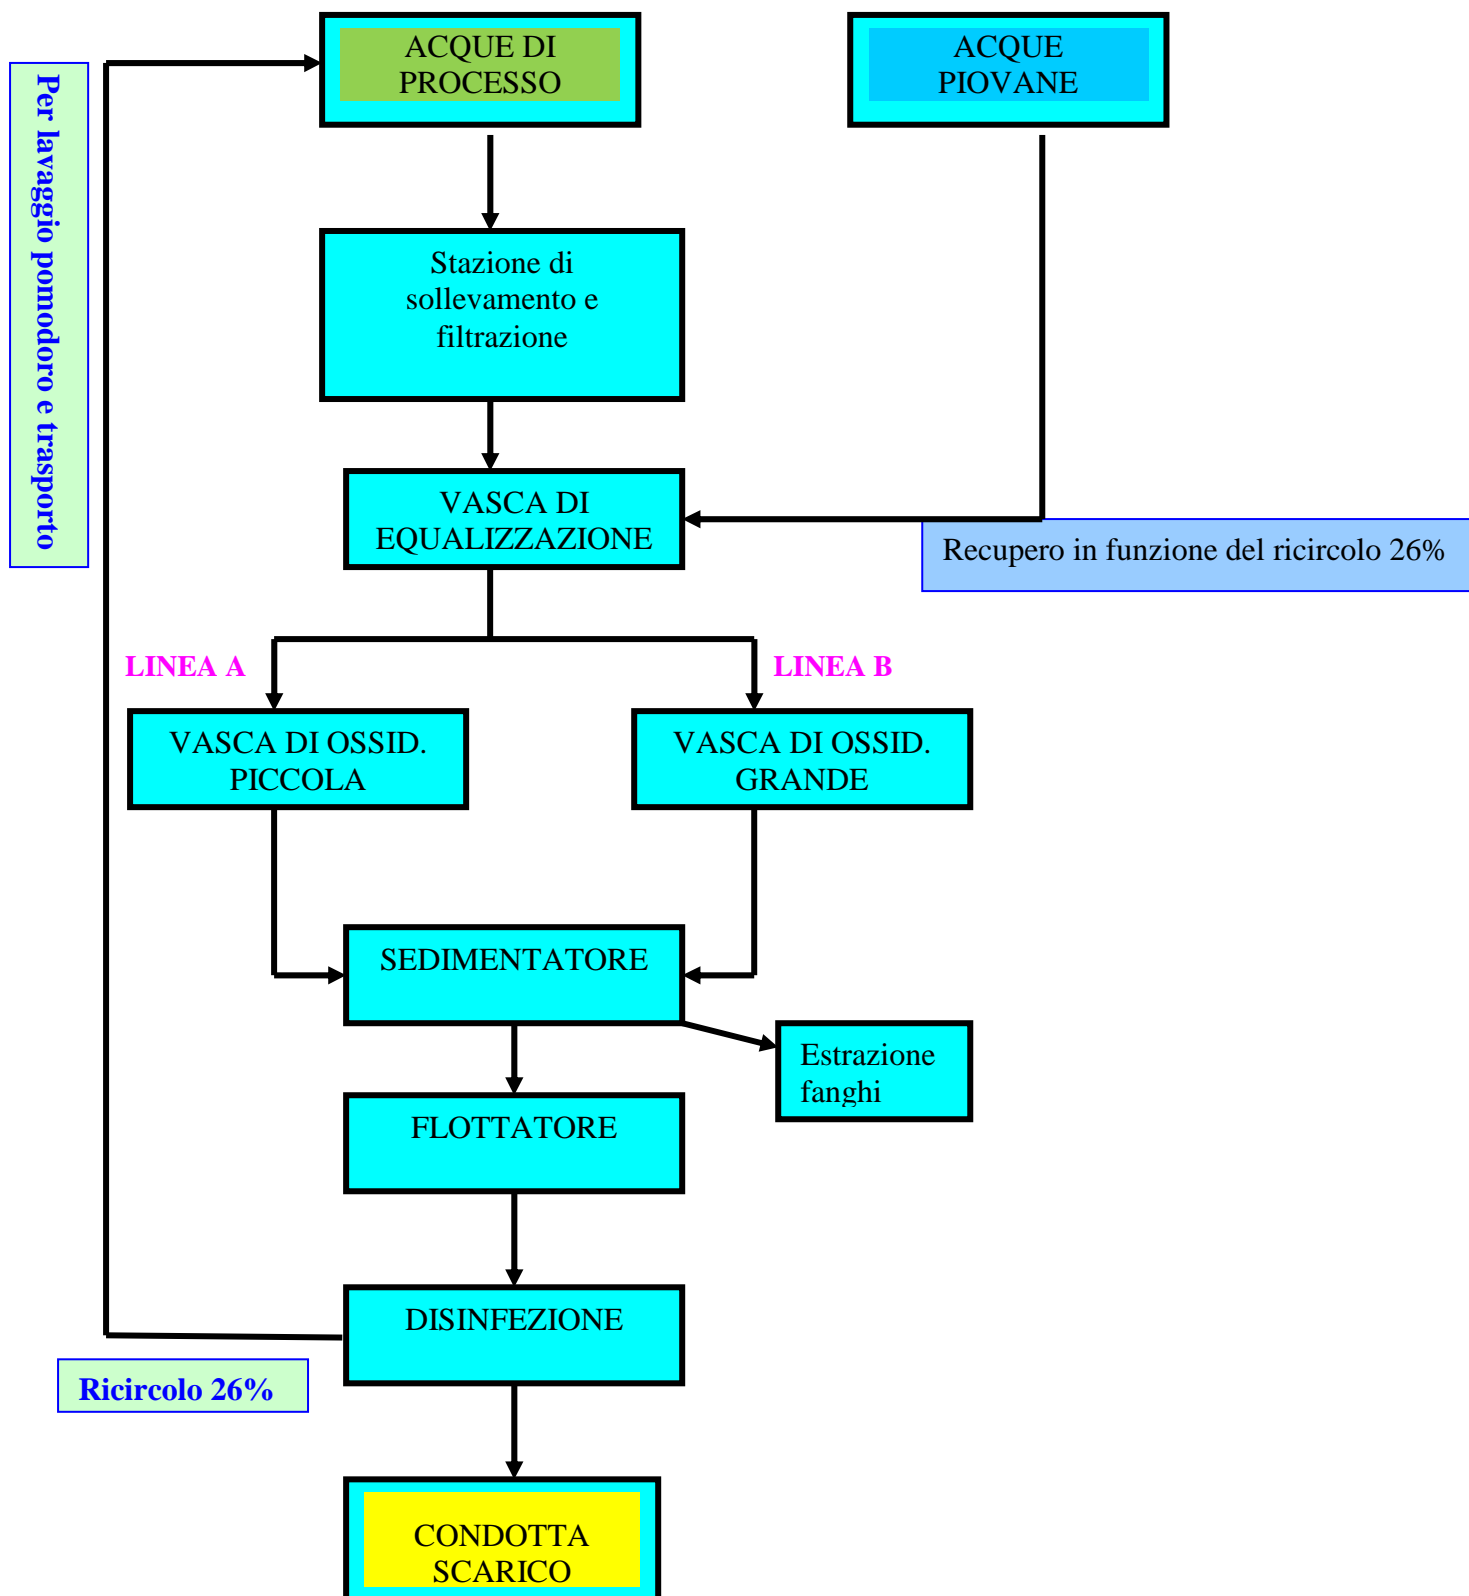 ACQUE DI
PROCESSO
ACQUE
PIOVANE
Per lavaggio pomodoro e trasporto
Stazione di
sollevamento e
filtrazione
VASCA DI
EQUALIZZAZIONE
Recupero in funzione del ricircolo 26%
LINEA A
LINEA B
VASCA DI OSSID.
PICCOLA
VASCA DI OSSID.
GRANDE
SEDIMENTATORE
Estrazione
fanghi
FLOTTATORE
DISINFEZIONE
Ricircolo 26%
CONDOTTA
SCARICO